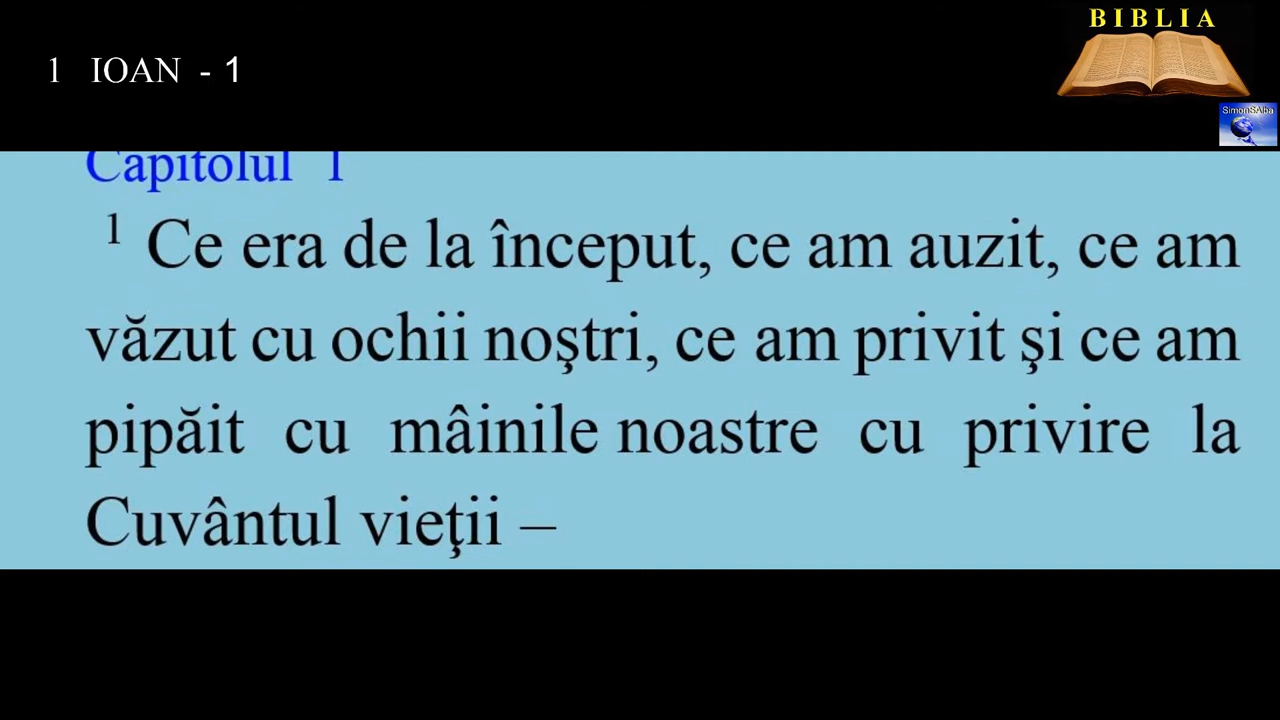 1 IOAN - 1
BIBLIA
SimonSAlba
Capitolul 1
1 Ce era de la început, ce am auzit, ce am
văzut cu ochii noştri, ce am privit şi ce am
pipăit cu mâinile noastre cu privire la
Cuvântul vieţii –